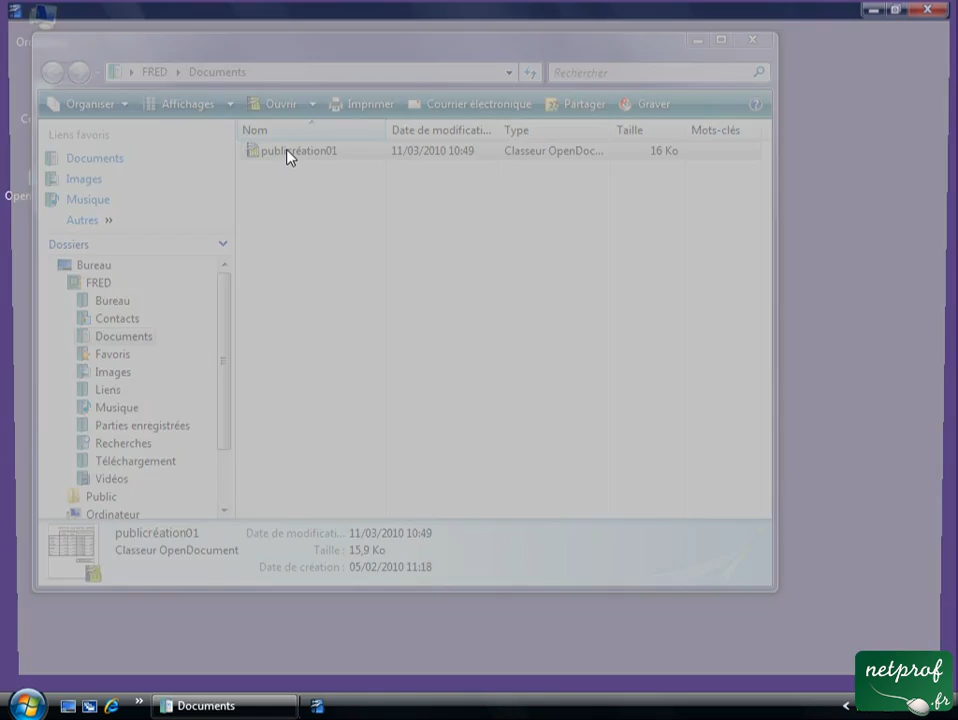 FRED Documents
Rechercher
Organiser Affichages Ouvrir Imprimer Courrier électronique Partager Graver
Liens favoris
Documents
Images
Musique
Autres »
Dossiers
Bureau
FRED
Bureau
Contacts
Documents
Favoris
Images
Liens
Musique
Parties enregistrées
Recherches
Téléchargement
Vidéos
Public
Ordinateur
Nom Date de modificati... Type Taille Mots-clés
publicréation01 11/03/2010 10:49 Classeur OpenDoc... 16 Ko
publicréation01 Date de modificati... 11/03/2010 10:49
Classeur OpenDocument Taille : 15,9 Ko
Date de création : 05/02/2010 11:18
Open
Documents
netprof
.fr